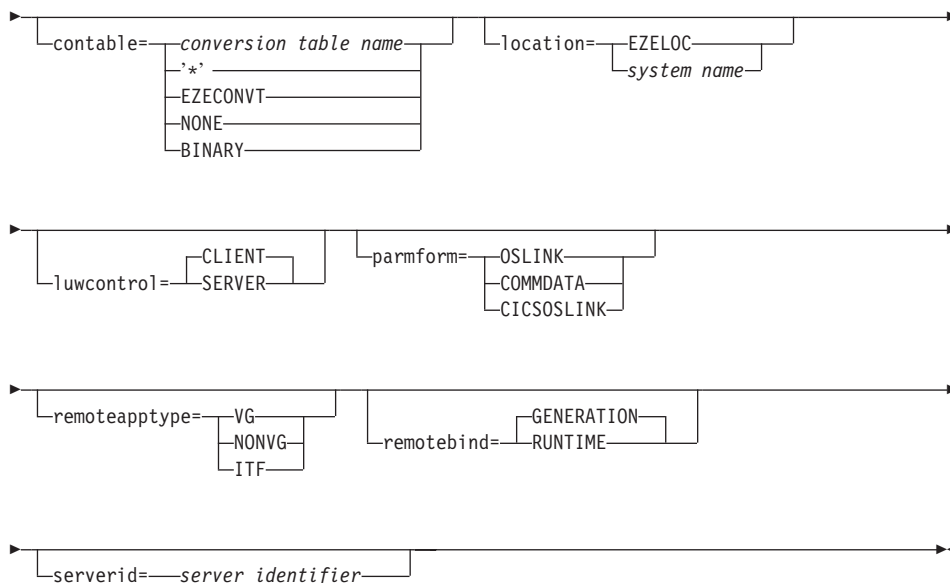 contable= conversion table name
'*'
EZECONVT
NONE
BINARY
location= EZELOC
system name
luwcontrol= CLIENT
SERVER
parmform= OSLINK
COMMDATA
CICSOSLINK
remoteapptype= VG
NONVG
ITF
remotebind= GENERATION
RUNTIME
serverid= server identifier